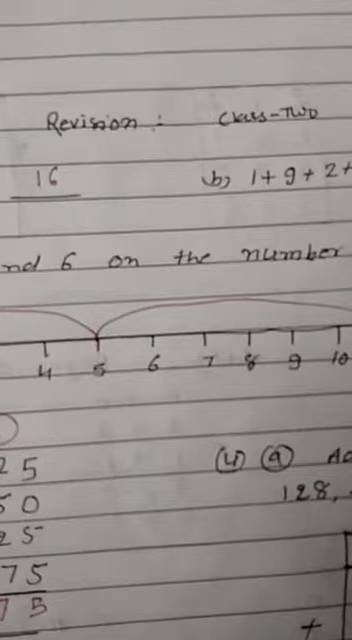 Revision : Class-Two
16 b) 1 + 9 + 2 +
nd 6 on the number
4 5 6 7 8 9 10
25 (4) (a)
50 128,
25
75
75 +